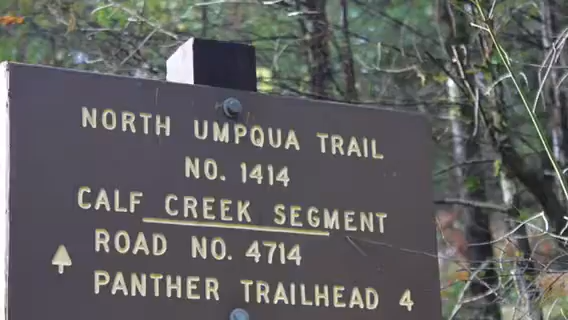 NORTH UMPQUA TRAIL
NO. 1414
CALF CREEK SEGMENT
ROAD NO. 4714
PANTHER TRAILHEAD 4